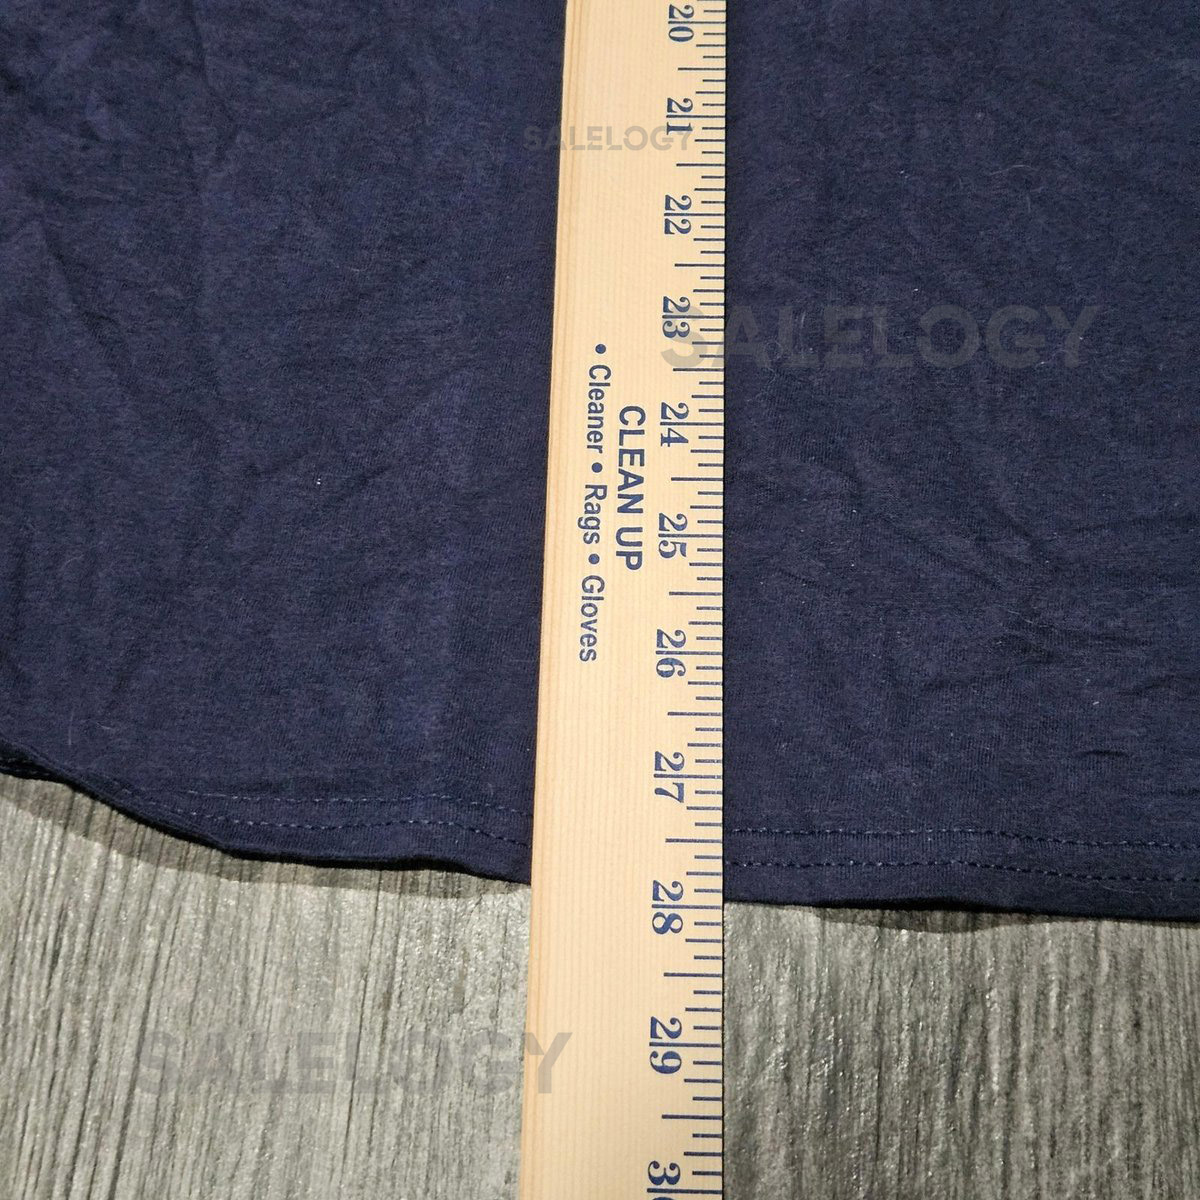 20
21
22
23
24
25
26
27
28
29
CLEAN UP
• Cleaner • Rags • Gloves
SALELOGY
SALELOGY
SALELOGY